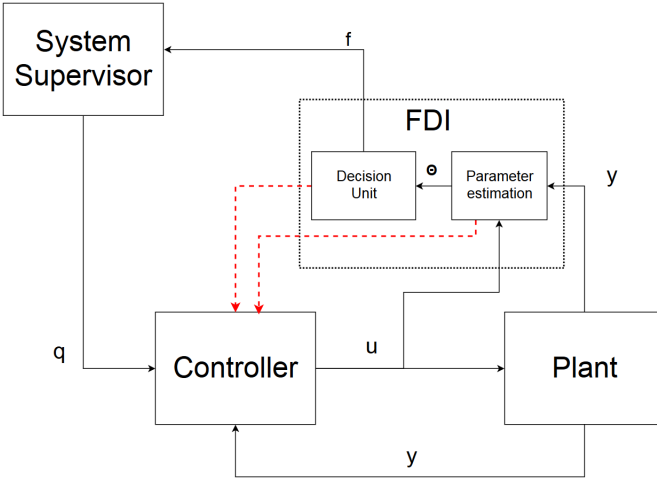 System
Supervisor
f
FDI
Decision
Unit
Θ
Parameter
estimation
y
q
Controller
u
Plant
y